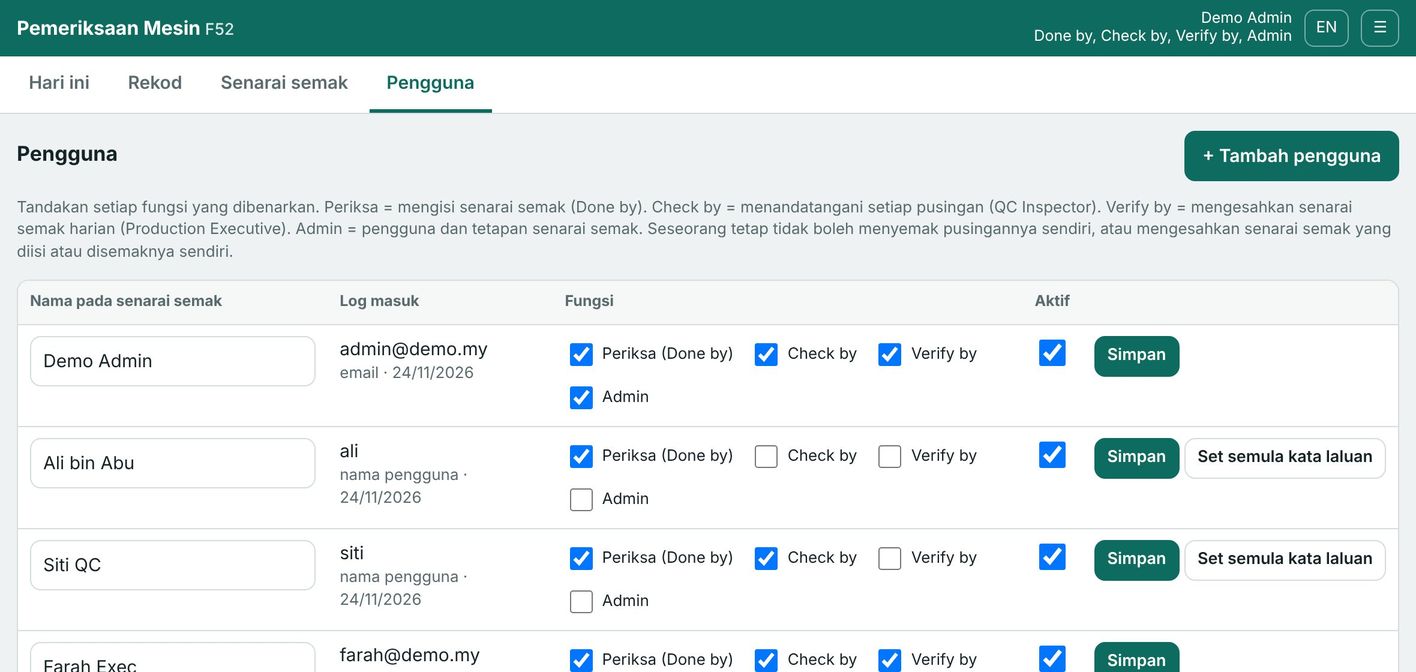 Pemeriksaan Mesin F52
Demo Admin
Done by, Check by, Verify by, Admin
EN
☰
Hari ini
Rekod
Senarai semak
Pengguna
Pengguna
+ Tambah pengguna
Tandakan setiap fungsi yang dibenarkan. Periksa = mengisi senarai semak (Done by). Check by = menandatangani setiap pusingan (QC Inspector). Verify by = mengesahkan senarai
semak harian (Production Executive). Admin = pengguna dan tetapan senarai semak. Seseorang tetap tidak boleh menyemak pusingannya sendiri, atau mengesahkan senarai semak yang
diisi atau disemaknya sendiri.
Nama pada senarai semak
Log masuk
Fungsi
Aktif
Demo Admin
admin@demo.my
email · 24/11/2026
Periksa (Done by)
Check by
Verify by
Admin
Simpan
Ali bin Abu
ali
nama pengguna ·
24/11/2026
Periksa (Done by)
Check by
Verify by
Admin
Simpan
Set semula kata laluan
Siti QC
siti
nama pengguna ·
24/11/2026
Periksa (Done by)
Check by
Verify by
Admin
Simpan
Set semula kata laluan
Farah Exec
farah@demo.my
Periksa (Done by)
Check by
Verify by
Simpan